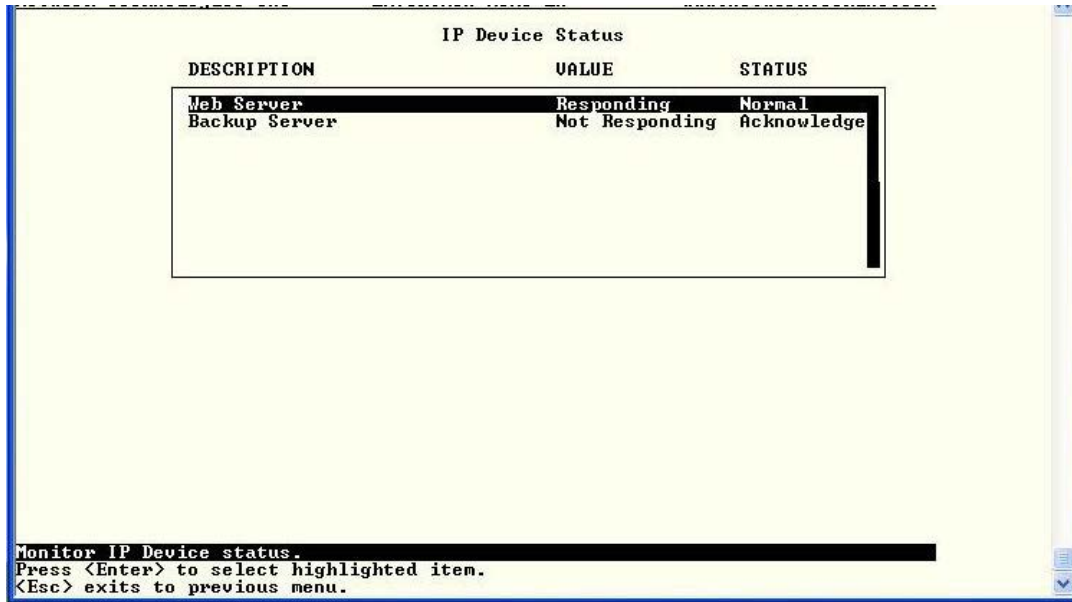 IP Device Status
DESCRIPTION VALUE STATUS
Web Server Responding Normal
Backup Server Not Responding Acknowledge
Monitor IP Device status.
Press <Enter> to select highlighted item.
<Esc> exits to previous menu.